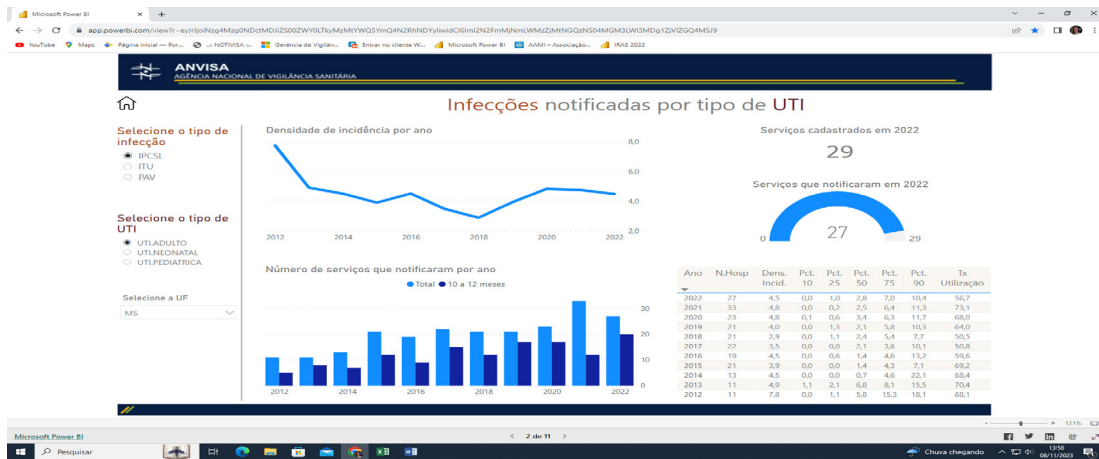 Microsoft Power BI
app.powerbi.com/view?r=
YouTube
Maps
Página Inicial — Por...
.:: NOTIVISA ::.
Gerência de Vigilân...
Entrar no cliente W...
Microsoft Power BI
AAMI – Associação...
IRAS 2022
ANVISA
AGÊNCIA NACIONAL DE VIGILÂNCIA SANITÁRIA
Infecções notificadas por tipo de UTI
Selecione o tipo de
infecção
IPCSL
ITU
PAV
Selecione o tipo de
UTI
UTI.ADULTO
UTI.NEONATAL
UTI.PEDIATRICA
Selecione a UF
MS
Densidade de incidência por ano
8,0
6,0
4,0
2,0
2012 2014 2016 2018 2020 2022
Serviços cadastrados em 2022
29
Serviços que notificaram em 2022
0 27 29
Número de serviços que notificaram por ano
Total 10 a 12 meses
30
20
10
0
2012 2014 2016 2018 2020 2022
Ano N.Hosp Dens. Incid. Pct. 10 Pct. 25 Pct. 50 Pct. 75 Pct. 90 Tx Utilização
2022 27 4,5 0,0 1,0 2,8 7,0 10,4 56,7
2021 33 4,8 0,0 0,2 2,5 6,4 11,3 73,1
2020 23 4,8 0,1 0,6 3,4 6,3 11,7 68,0
2019 21 4,0 0,0 1,3 2,1 5,8 10,3 64,0
2018 21 2,9 0,0 1,1 2,4 5,4 7,7 50,5
2017 22 3,5 0,0 0,0 2,1 3,6 10,1 50,8
2016 19 4,5 0,0 0,6 1,4 4,6 13,2 59,6
2015 21 3,9 0,0 0,0 1,4 4,3 7,1 69,2
2014 13 4,5 0,0 0,0 0,7 4,6 22,1 68,4
2013 11 4,9 1,1 2,1 6,8 8,1 15,5 70,4
2012 11 7,8 0,0 1,1 5,8 15,3 18,1 68,1
121%
Microsoft Power BI
2 de 11
Pesquisar
Chuva chegando
13:58
08/11/2023